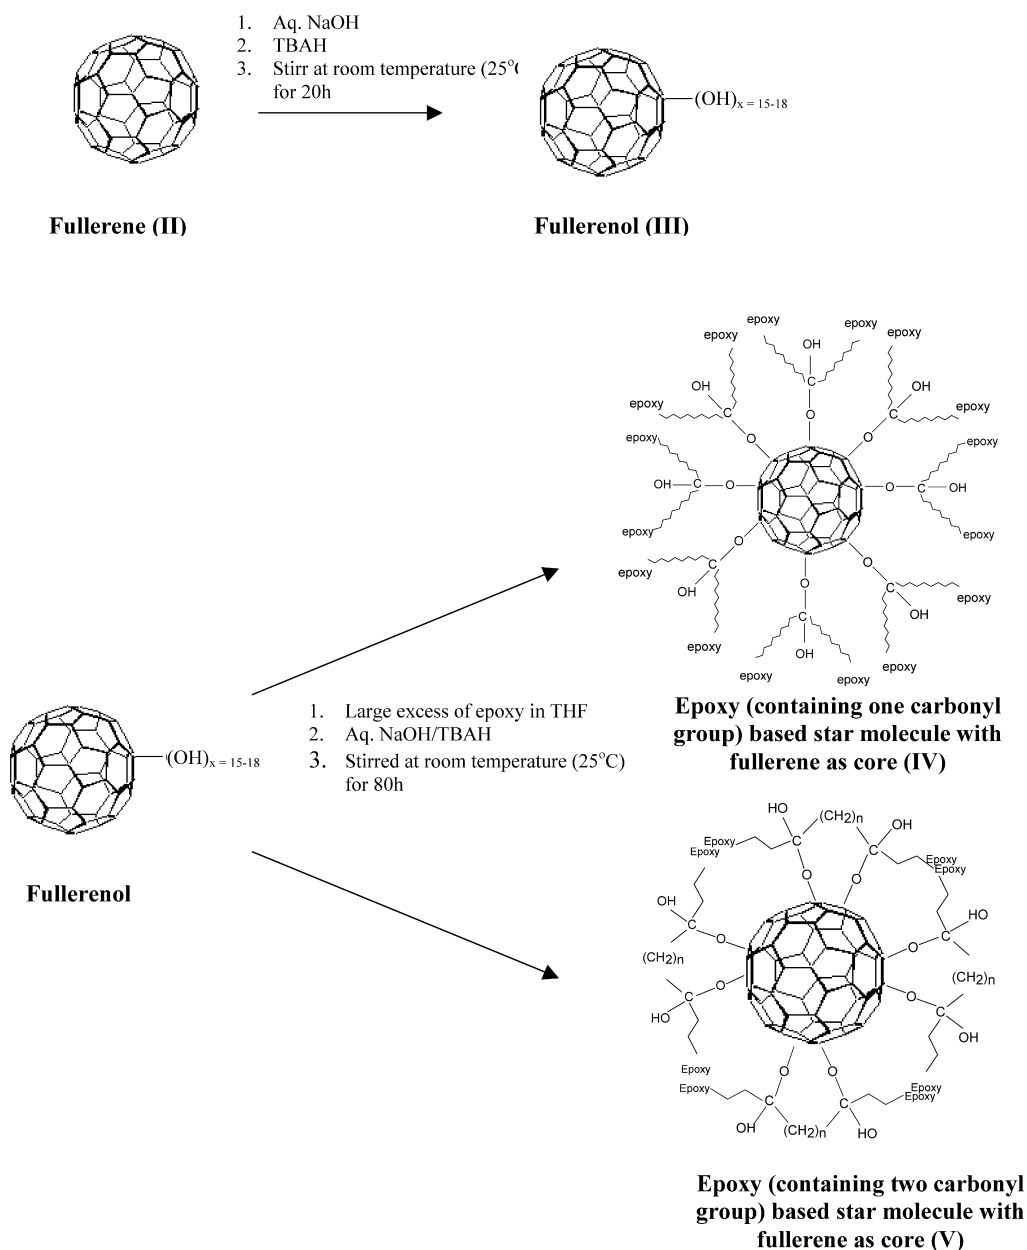 1. Aq. NaOH
2. TBAH
3. Stirr at room temperature (25°(
for 20h
(OH)x = 15-18
Fullerene (II)
Fullerenol (III)
epoxy
epoxy
epoxy
epoxy
OH
OH
OH
C
epoxy
C
C
epoxy
O
O
O
epoxy
epoxy
OH
C
O
O
C
OH
epoxy
epoxy
O
O
C
C
epoxy
OH
O
epoxy
OH
C
epoxy
OH
epoxy
epoxy
epoxy
Epoxy (containing one carbonyl
group) based star molecule with
fullerene as core (IV)
1. Large excess of epoxy in THF
2. Aq. NaOH/TBAH
3. Stirred at room temperature (25°C)
for 80h
(OH)x = 15-18
Fullerenol
HO
(CH2)n
OH
Epoxy
C
C
Epoxy
Epoxy
Epoxy
O
O
OH
HO
C
O
O
C
(CH2)n
(CH2)n
C
O
O
C
HO
OH
Epoxy
O
O
Epoxy
Epoxy
Epoxy
C
C
OH
(CH2)n
HO
Epoxy (containing two carbonyl
group) based star molecule with
fullerene as core (V)